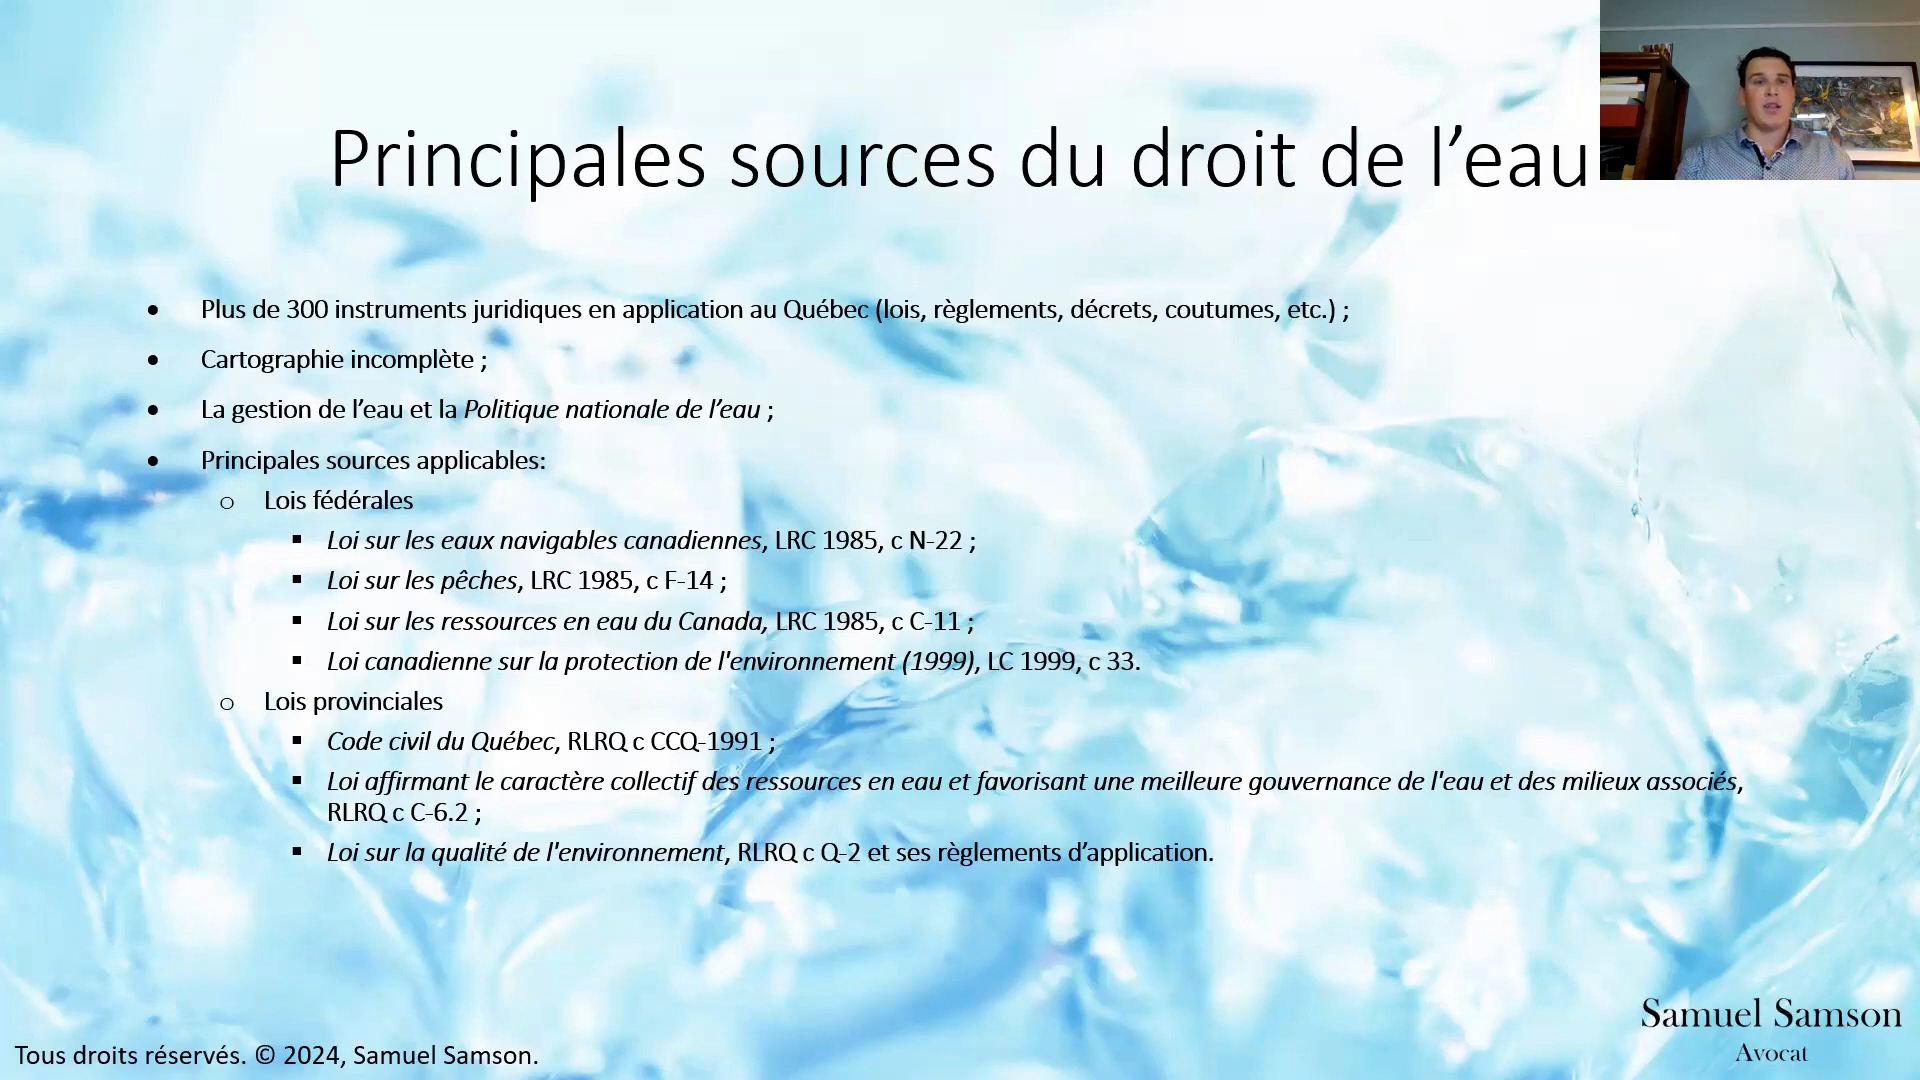 Principales sources du droit de l’eau
• Plus de 300 instruments juridiques en application au Québec (lois, règlements, décrets, coutumes, etc.) ;
• Cartographie incomplète ;
• La gestion de l’eau et la Politique nationale de l’eau ;
• Principales sources applicables:
o Lois fédérales
▪ Loi sur les eaux navigables canadiennes, LRC 1985, c N-22 ;
▪ Loi sur les pêches, LRC 1985, c F-14 ;
▪ Loi sur les ressources en eau du Canada, LRC 1985, c C-11 ;
▪ Loi canadienne sur la protection de l'environnement (1999), LC 1999, c 33.
o Lois provinciales
▪ Code civil du Québec, RLRQ c CCQ-1991 ;
▪ Loi affirmant le caractère collectif des ressources en eau et favorisant une meilleure gouvernance de l'eau et des milieux associés,
RLRQ c C-6.2 ;
▪ Loi sur la qualité de l'environnement, RLRQ c Q-2 et ses règlements d’application.
Samuel Samson
Avocat
Tous droits réservés. © 2024, Samuel Samson.